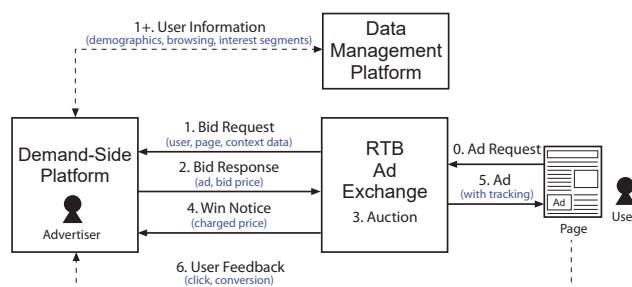 1+. User Information
(demographics, browsing, interest segments)
Data
Management
Platform
Demand-Side
Platform
Advertiser
1. Bid Request
(user, page, context data)
2. Bid Response
(ad, bid price)
4. Win Notice
(charged price)
RTB
Ad
Exchange
3. Auction
0. Ad Request
5. Ad
(with tracking)
Ad
Page
Use
6. User Feedback
(click, conversion)